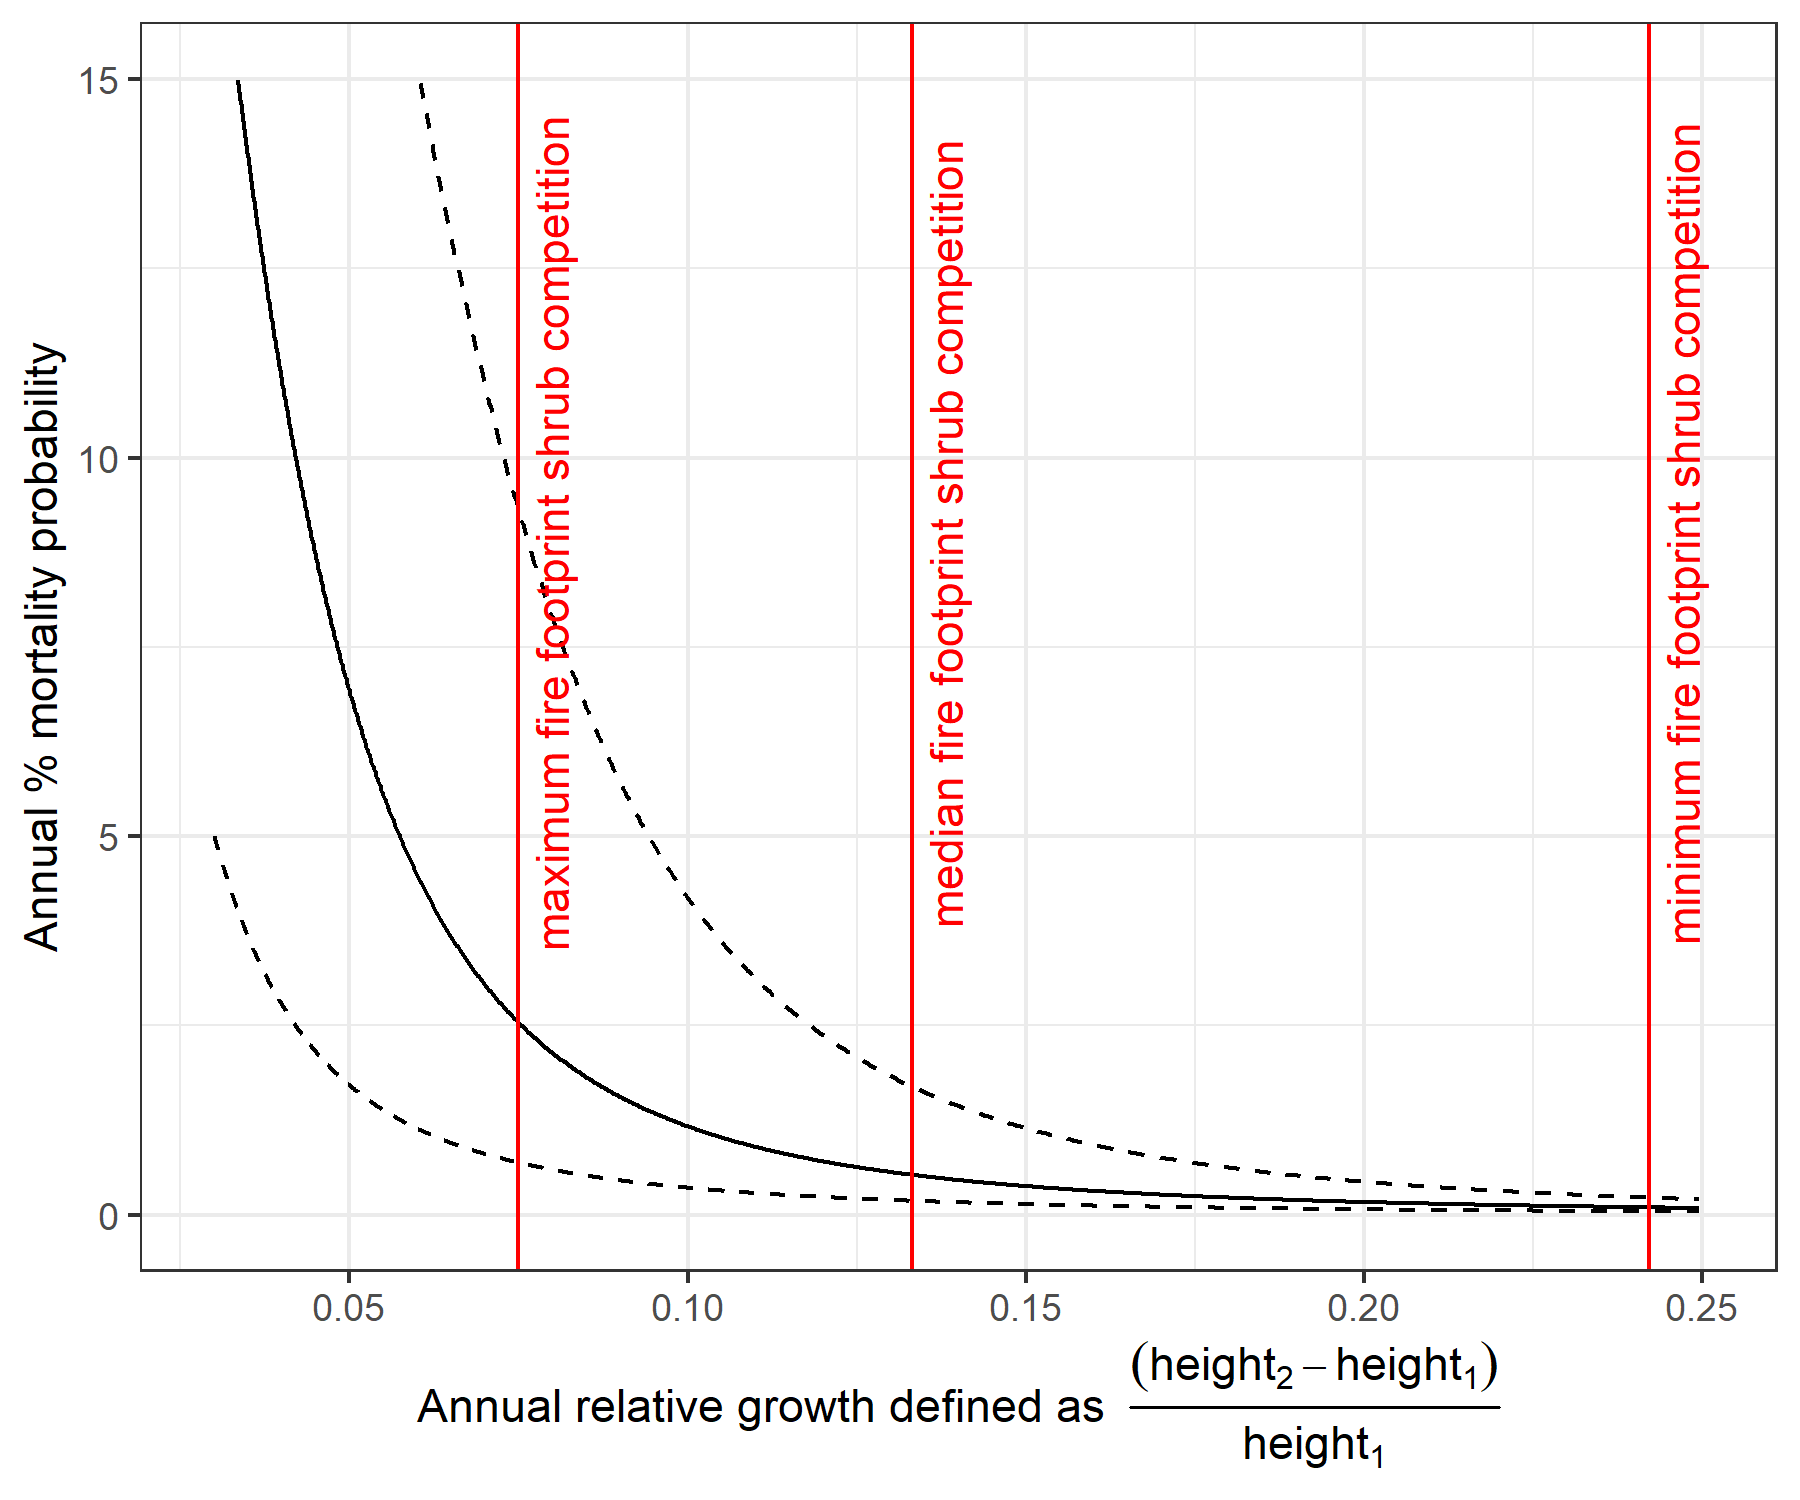 15
10
5
0
Annual % mortality probability
maximum fire footprint shrub competition
median fire footprint shrub competition
minimum fire footprint shrub competition
0.05 0.10 0.15 0.20 0.25
Annual relative growth defined as (height₂ − height₁)
height₁